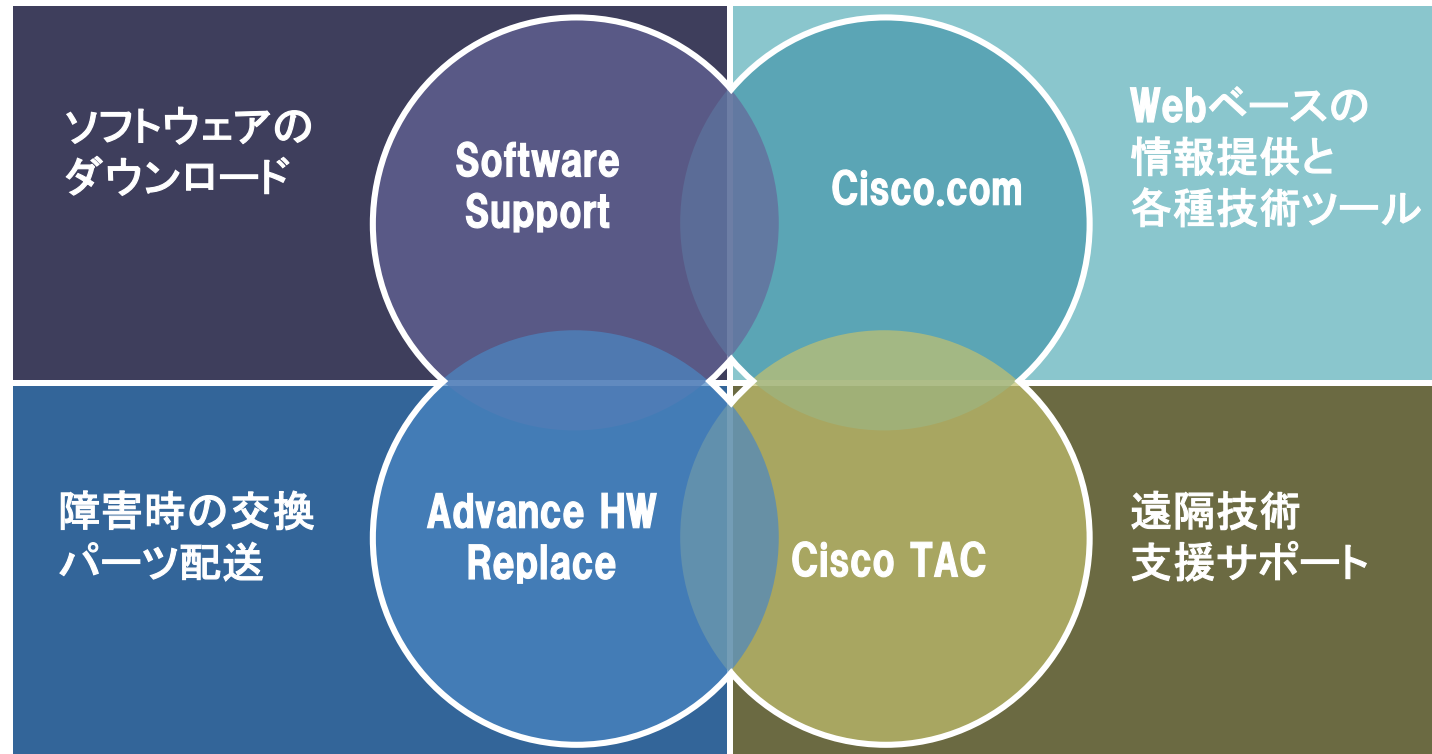 ソフトウェアの
ダウンロード
Software
Support
Cisco.com
Webベースの
情報提供と
各種技術ツール
障害時の交換
パーツ配送
Advance HW
Replace
Cisco TAC
遠隔技術
支援サポート